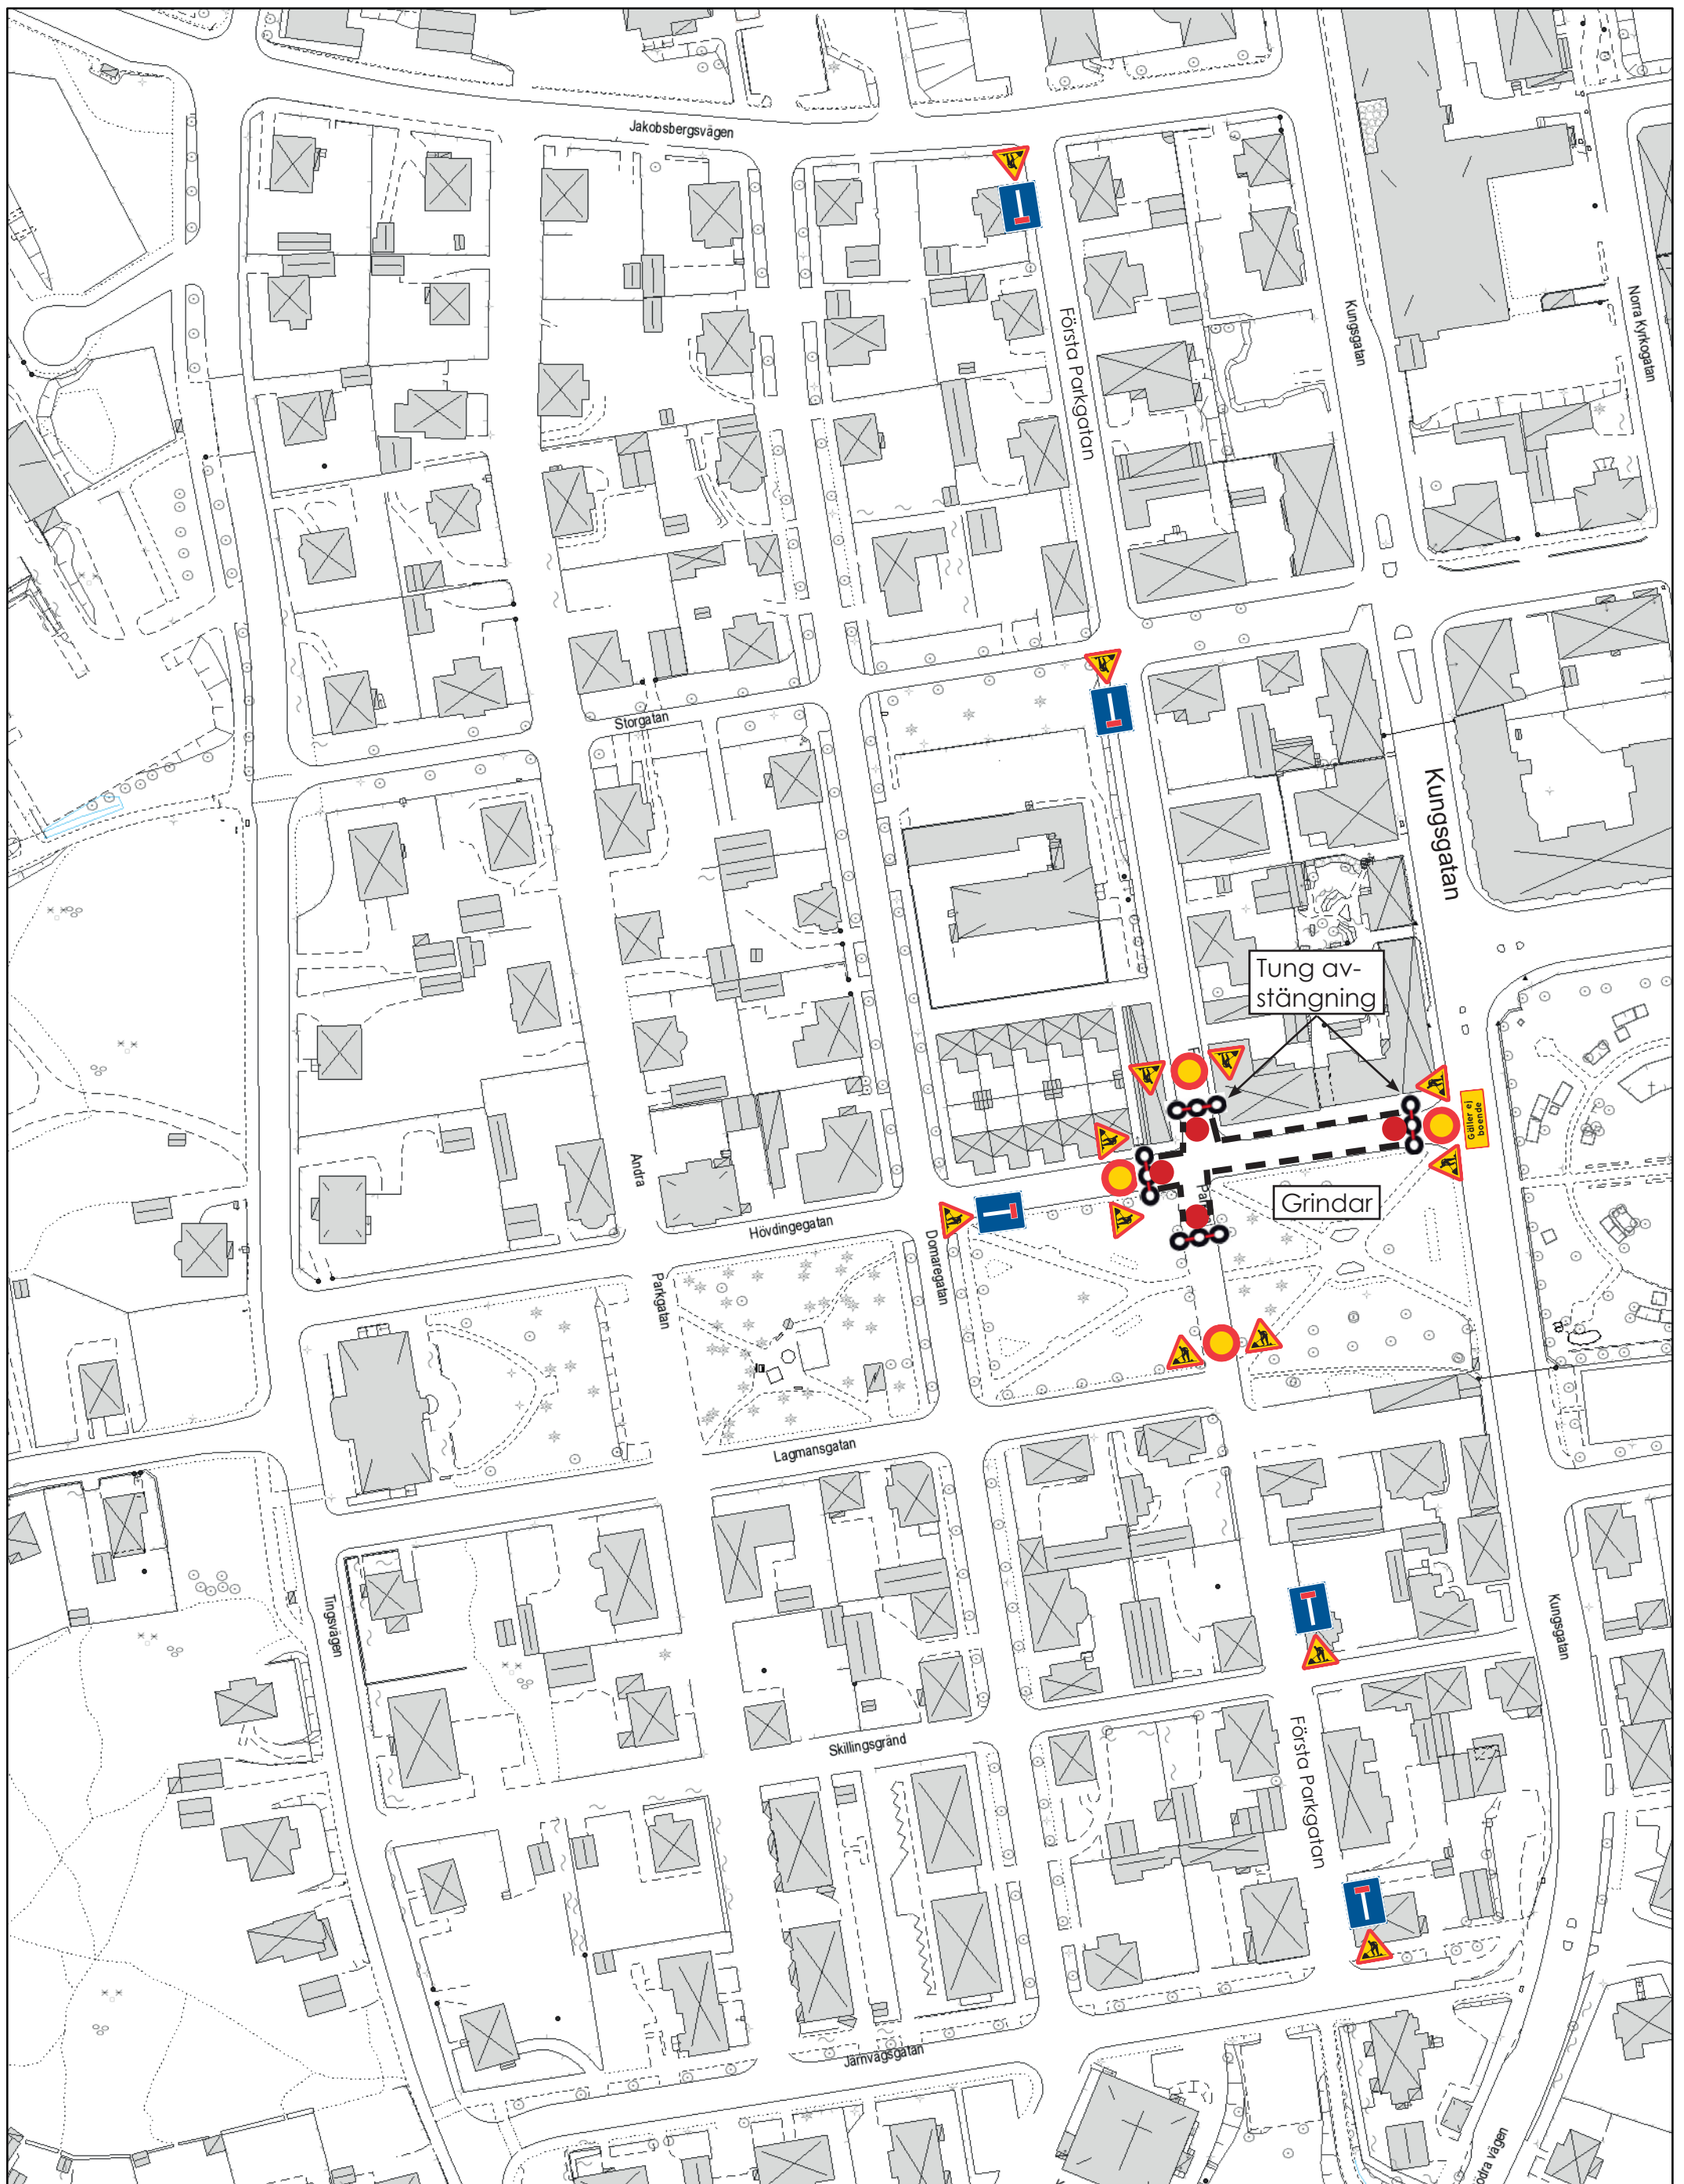 Jakobsbergsvägen
Första Parkgatan
Kungsgatan
Norra Kyrkogatan
Storgatan
Kungsgatan
Tung av-
stängning
Gäller ej
boende
Grindar
Andra
Hövdingegatan
Domaregatan
Parkgatan
Lagmansgatan
Tingsvägen
Kungsgatan
Skillingsgränd
Första Parkgatan
Järnvägsgatan